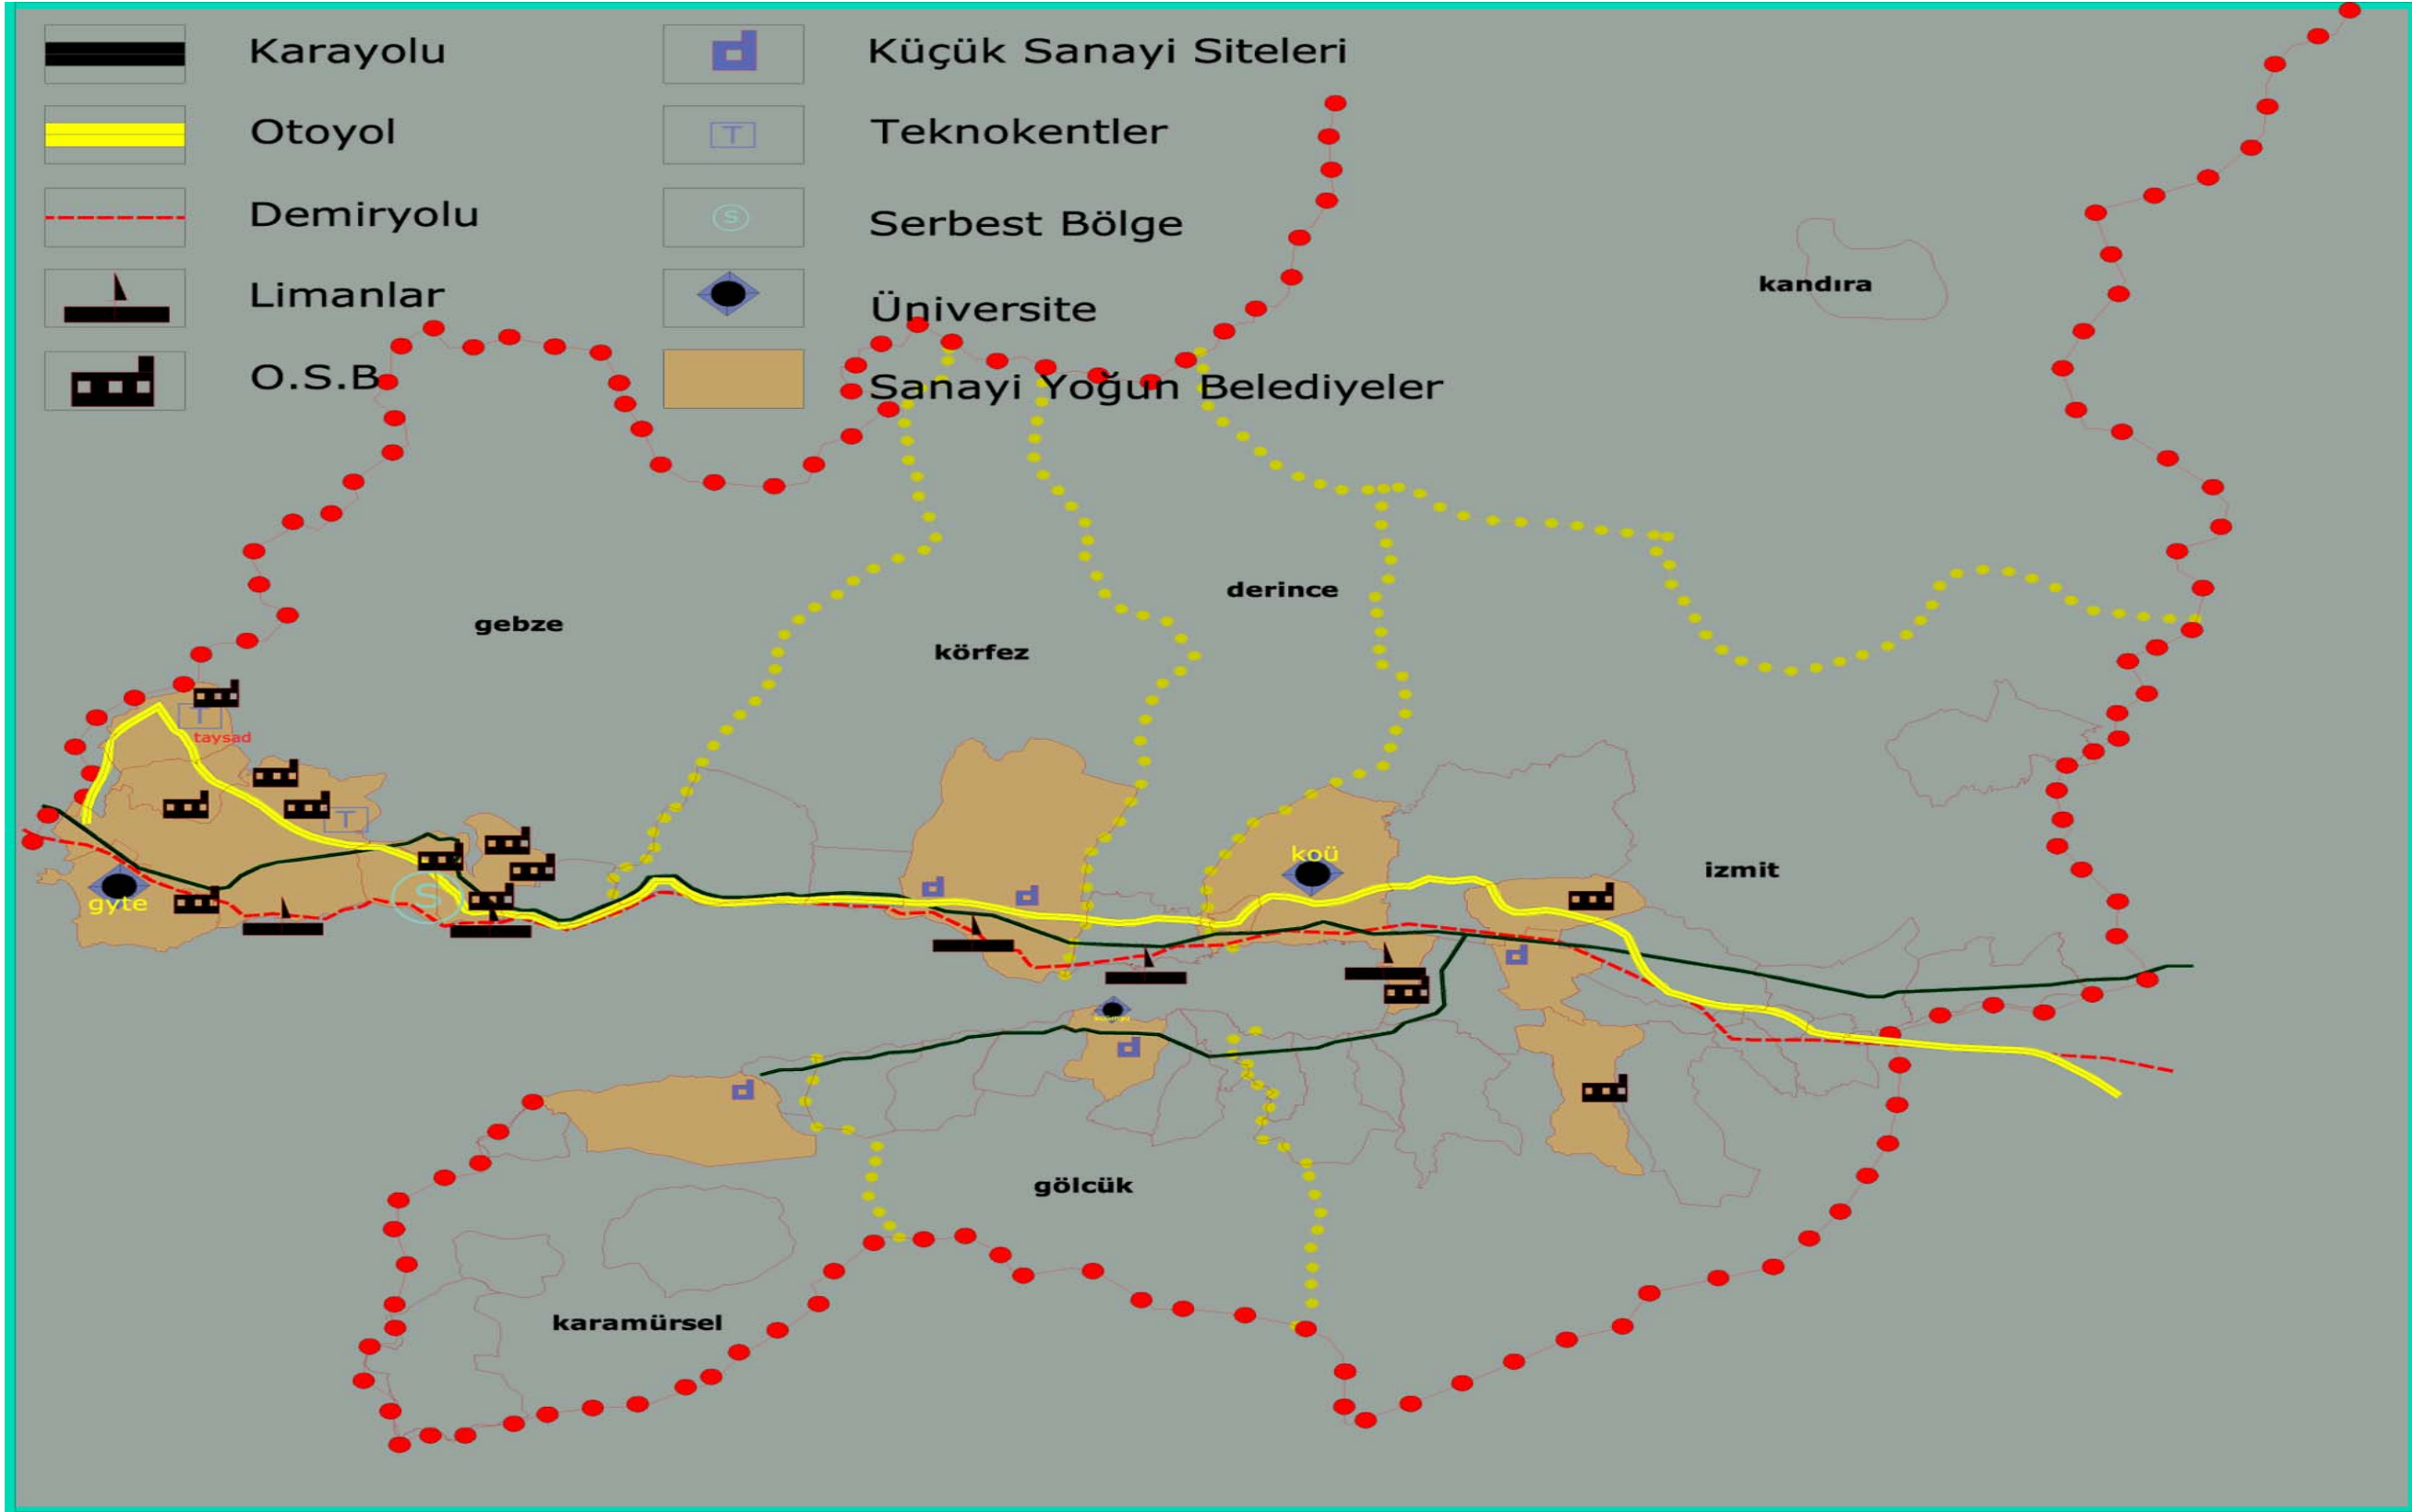 Karayolu
Otoyol
Demiryolu
Limanlar
O.S.B
Küçük Sanayi Siteleri
T
Teknokentler
S
Serbest Bölge
Üniversite
Sanayi Yoğun Belediyeler
kandıra
derince
gebze
körfez
T
taysad
T
koü
izmit
S
gyte
gölcük
karamürsel